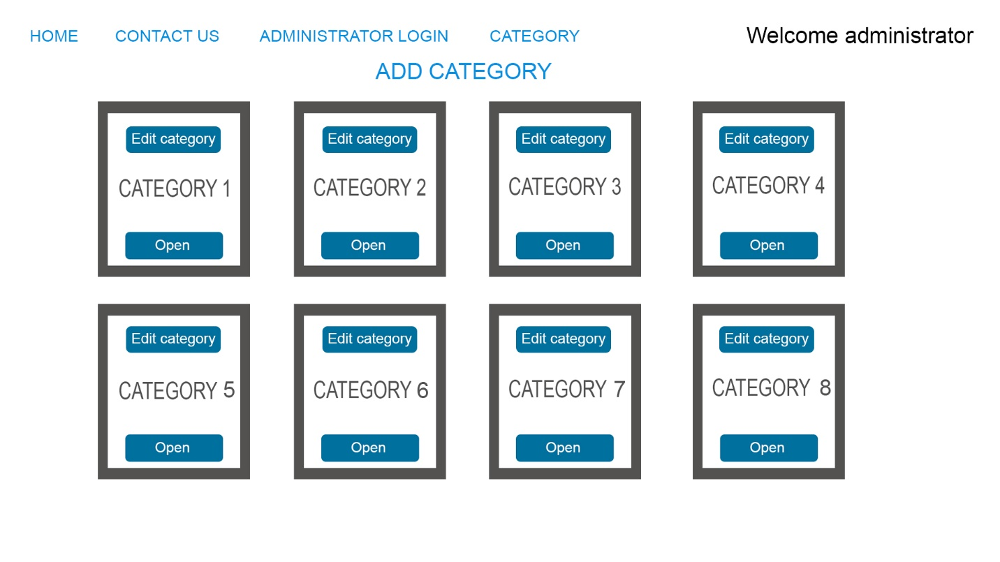 HOME CONTACT US ADMINISTRATOR LOGIN CATEGORY Welcome administrator
ADD CATEGORY
Edit category Edit category Edit category Edit category
CATEGORY 1 CATEGORY 2 CATEGORY 3 CATEGORY 4
Open Open Open Open
Edit category Edit category Edit category Edit category
CATEGORY 5 CATEGORY 6 CATEGORY 7 CATEGORY 8
Open Open Open Open